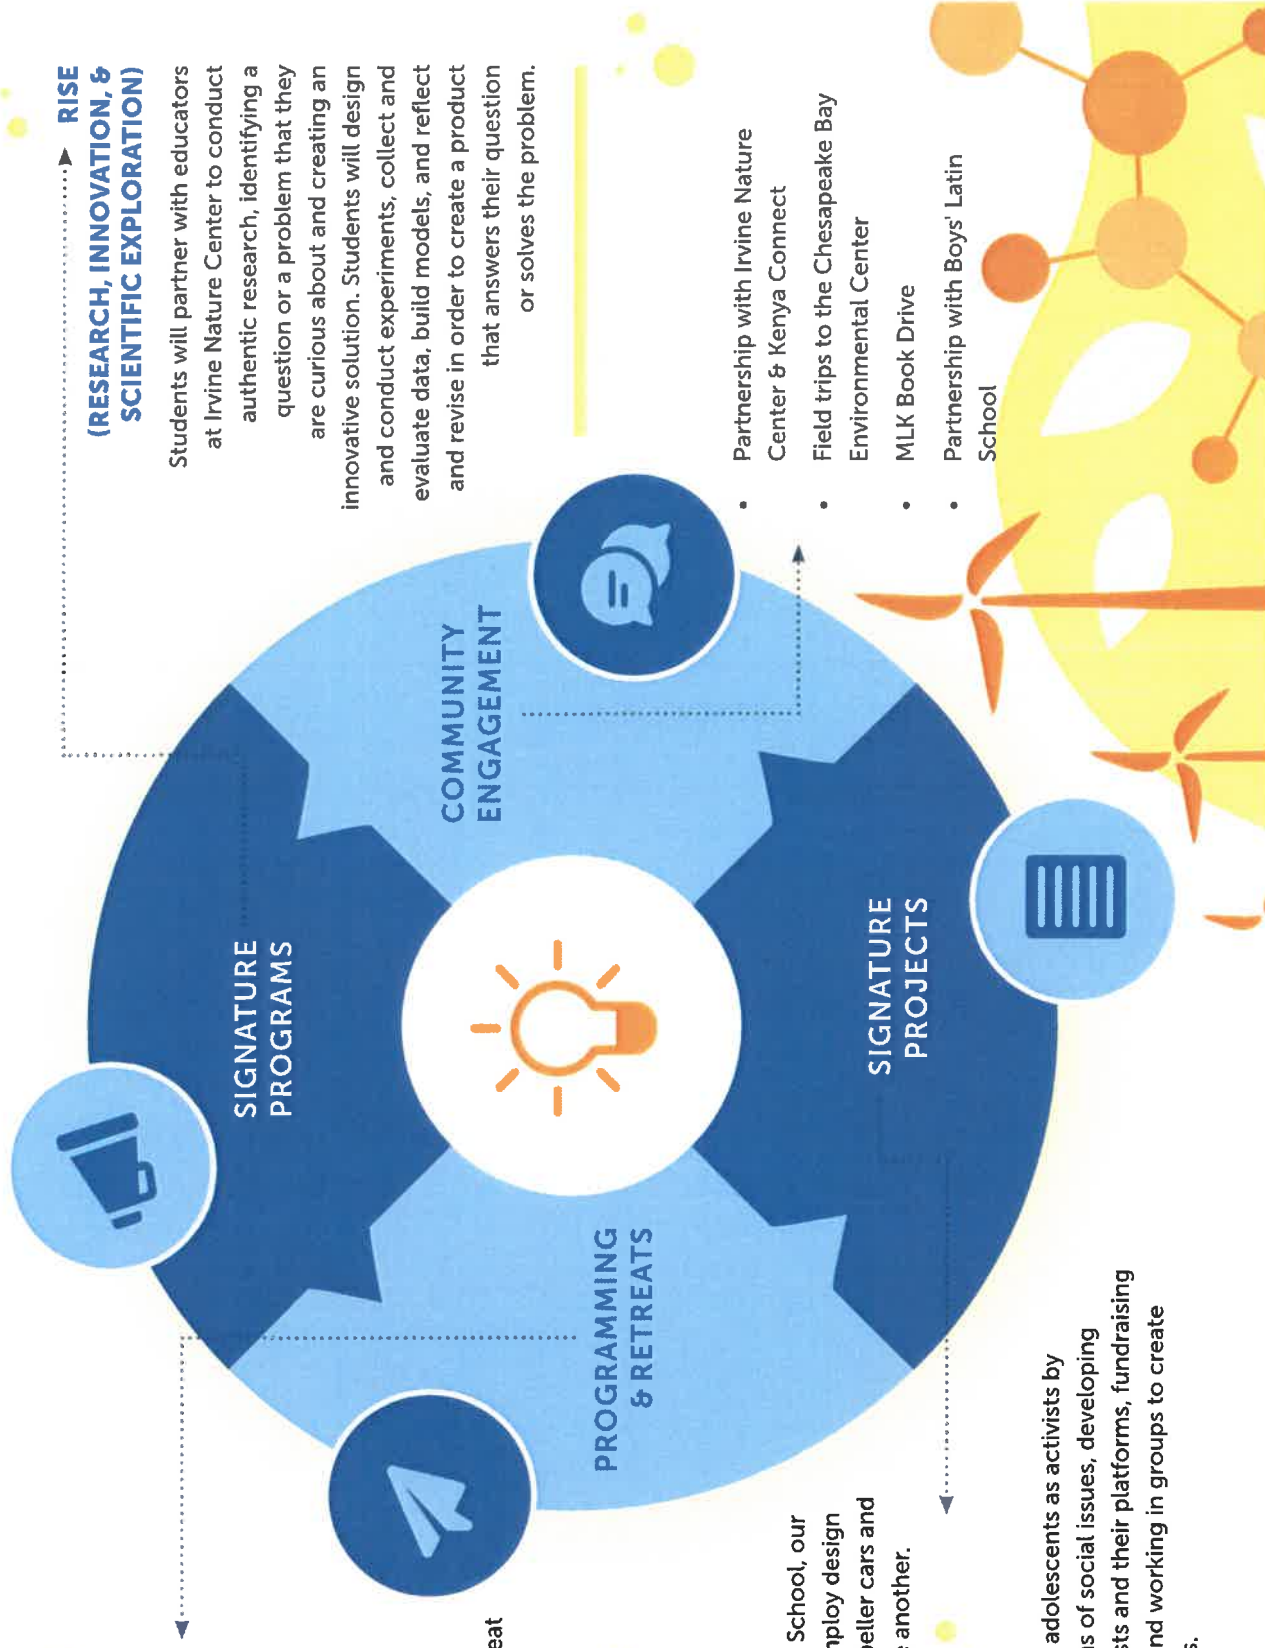 RISE
(RESEARCH, INNOVATION, &
SCIENTIFIC EXPLORATION)
Students will partner with educators
at Irvine Nature Center to conduct
authentic research, identifying a
question or a problem that they
are curious about and creating an
innovative solution. Students will design
and conduct experiments, collect and
evaluate data, build models, and reflect
and revise in order to create a product
that answers their question
or solves the problem.
SIGNATURE
PROGRAMS
COMMUNITY
ENGAGEMENT
PROGRAMMING
& RETREATS
SIGNATURE
PROJECTS
• Partnership with Irvine Nature
Center & Kenya Connect
• Field trips to the Chesapeake Bay
Environmental Center
• MLK Book Drive
• Partnership with Boys' Latin
School
School, our
design
cars and
another.
adolescents as activists by
of social issues, developing
and their platforms, fundraising
working in groups to create